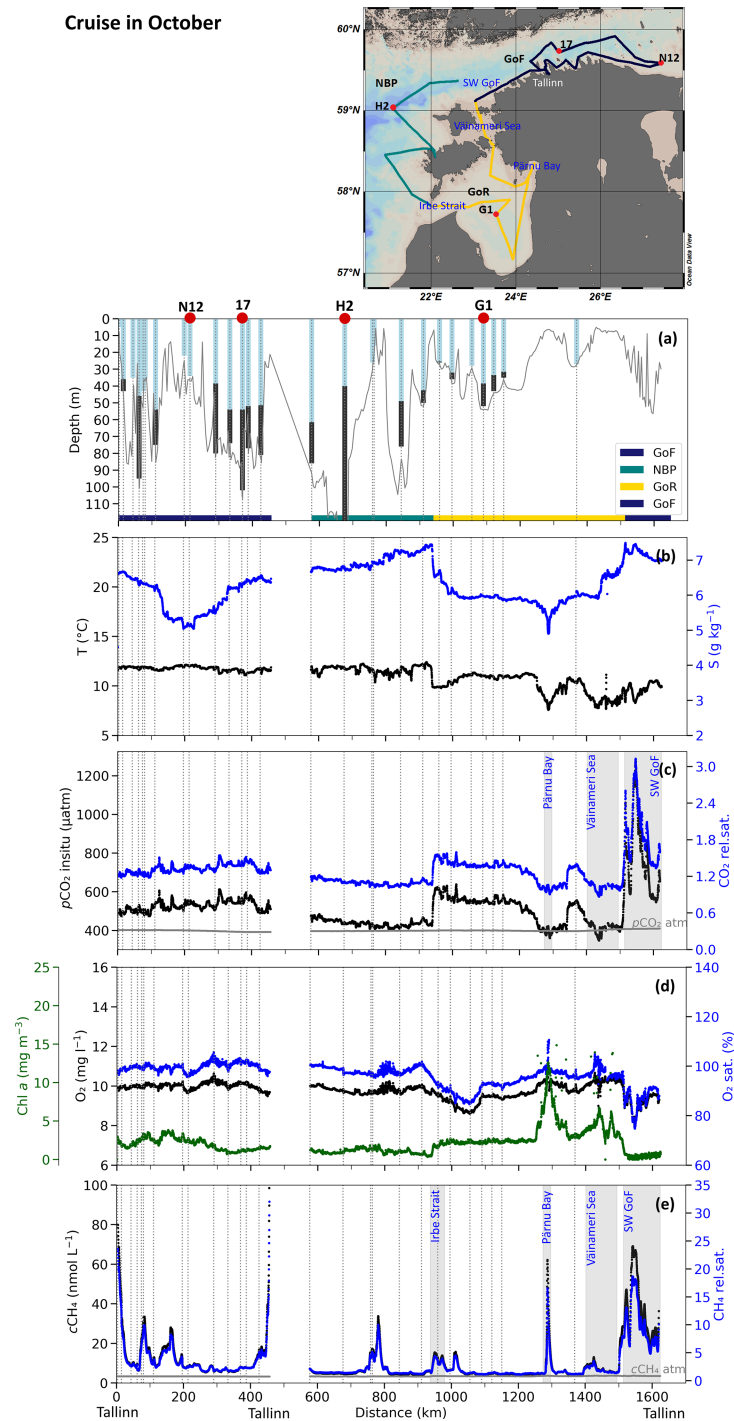 Cruise in October
60°N
59°N
58°N
57°N
22°E
24°E
26°E
17
GoF
N12
NBP
SW GoF
Tallinn
H2
Väinameri Sea
Pärnu Bay
GoR
Irbe Strait
G1
Ocean Data View
N12
17
H2
G1
(a)
Depth (m)
0
10
20
30
40
50
60
70
80
90
100
110
GoF
NBP
GoR
GoF
(b)
T (°C)
25
20
15
10
5
S (g kg⁻¹)
7
6
5
4
3
2
(c)
pCO₂ insitu (µatm)
1200
1000
800
600
400
Pärnu Bay
Väinameri Sea
SW GoF
pCO₂ atm
CO₂ rel.sat.
3.0
2.4
1.8
1.2
0.6
0.0
(d)
Chl a (mg m⁻³)
25
20
15
10
5
0
O₂ (mg l⁻¹)
16
14
12
10
8
6
O₂ sat. (%)
140
120
100
80
60
(e)
cCH₄ (nmol L⁻¹)
100
80
60
40
20
0
Irbe Strait
Pärnu Bay
Väinameri Sea
SW GoF
cCH₄ atm
CH₄ rel.sat.
35
30
25
20
15
10
5
0
0 200 400 600 800 1000 1200 1400 1600
Tallinn Tallinn Distance (km) Tallinn